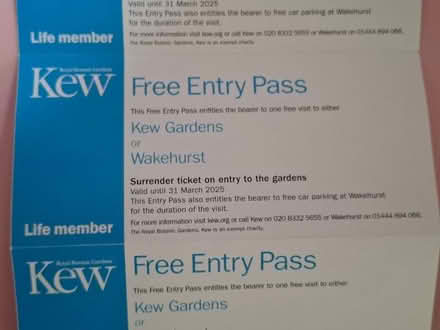 Valid until 31 March 2025
This Entry Pass also entitles the bearer to free car parking at Wakehurst
for the duration of the visit.
For more information visit kew.org or call Kew on 020 8332 5655 or Wakehurst on 01444 894 066.
The Royal Botanic Gardens, Kew is an exempt charity.
Life member
Royal Botanic Gardens
Kew
Free Entry Pass
This Free Entry Pass entitles the bearer to one free visit to either
Kew Gardens
or
Wakehurst
Surrender ticket on entry to the gardens
Valid until 31 March 2025
This Entry Pass also entitles the bearer to free car parking at Wakehurst
for the duration of the visit.
For more information visit kew.org or call Kew on 020 8332 5655 or Wakehurst on 01444 894 066.
The Royal Botanic Gardens, Kew is an exempt charity.
Life member
Royal Botanic Gardens
Kew
Free Entry Pass
This Free Entry Pass entitles the bearer to one free visit to either
Kew Gardens
or